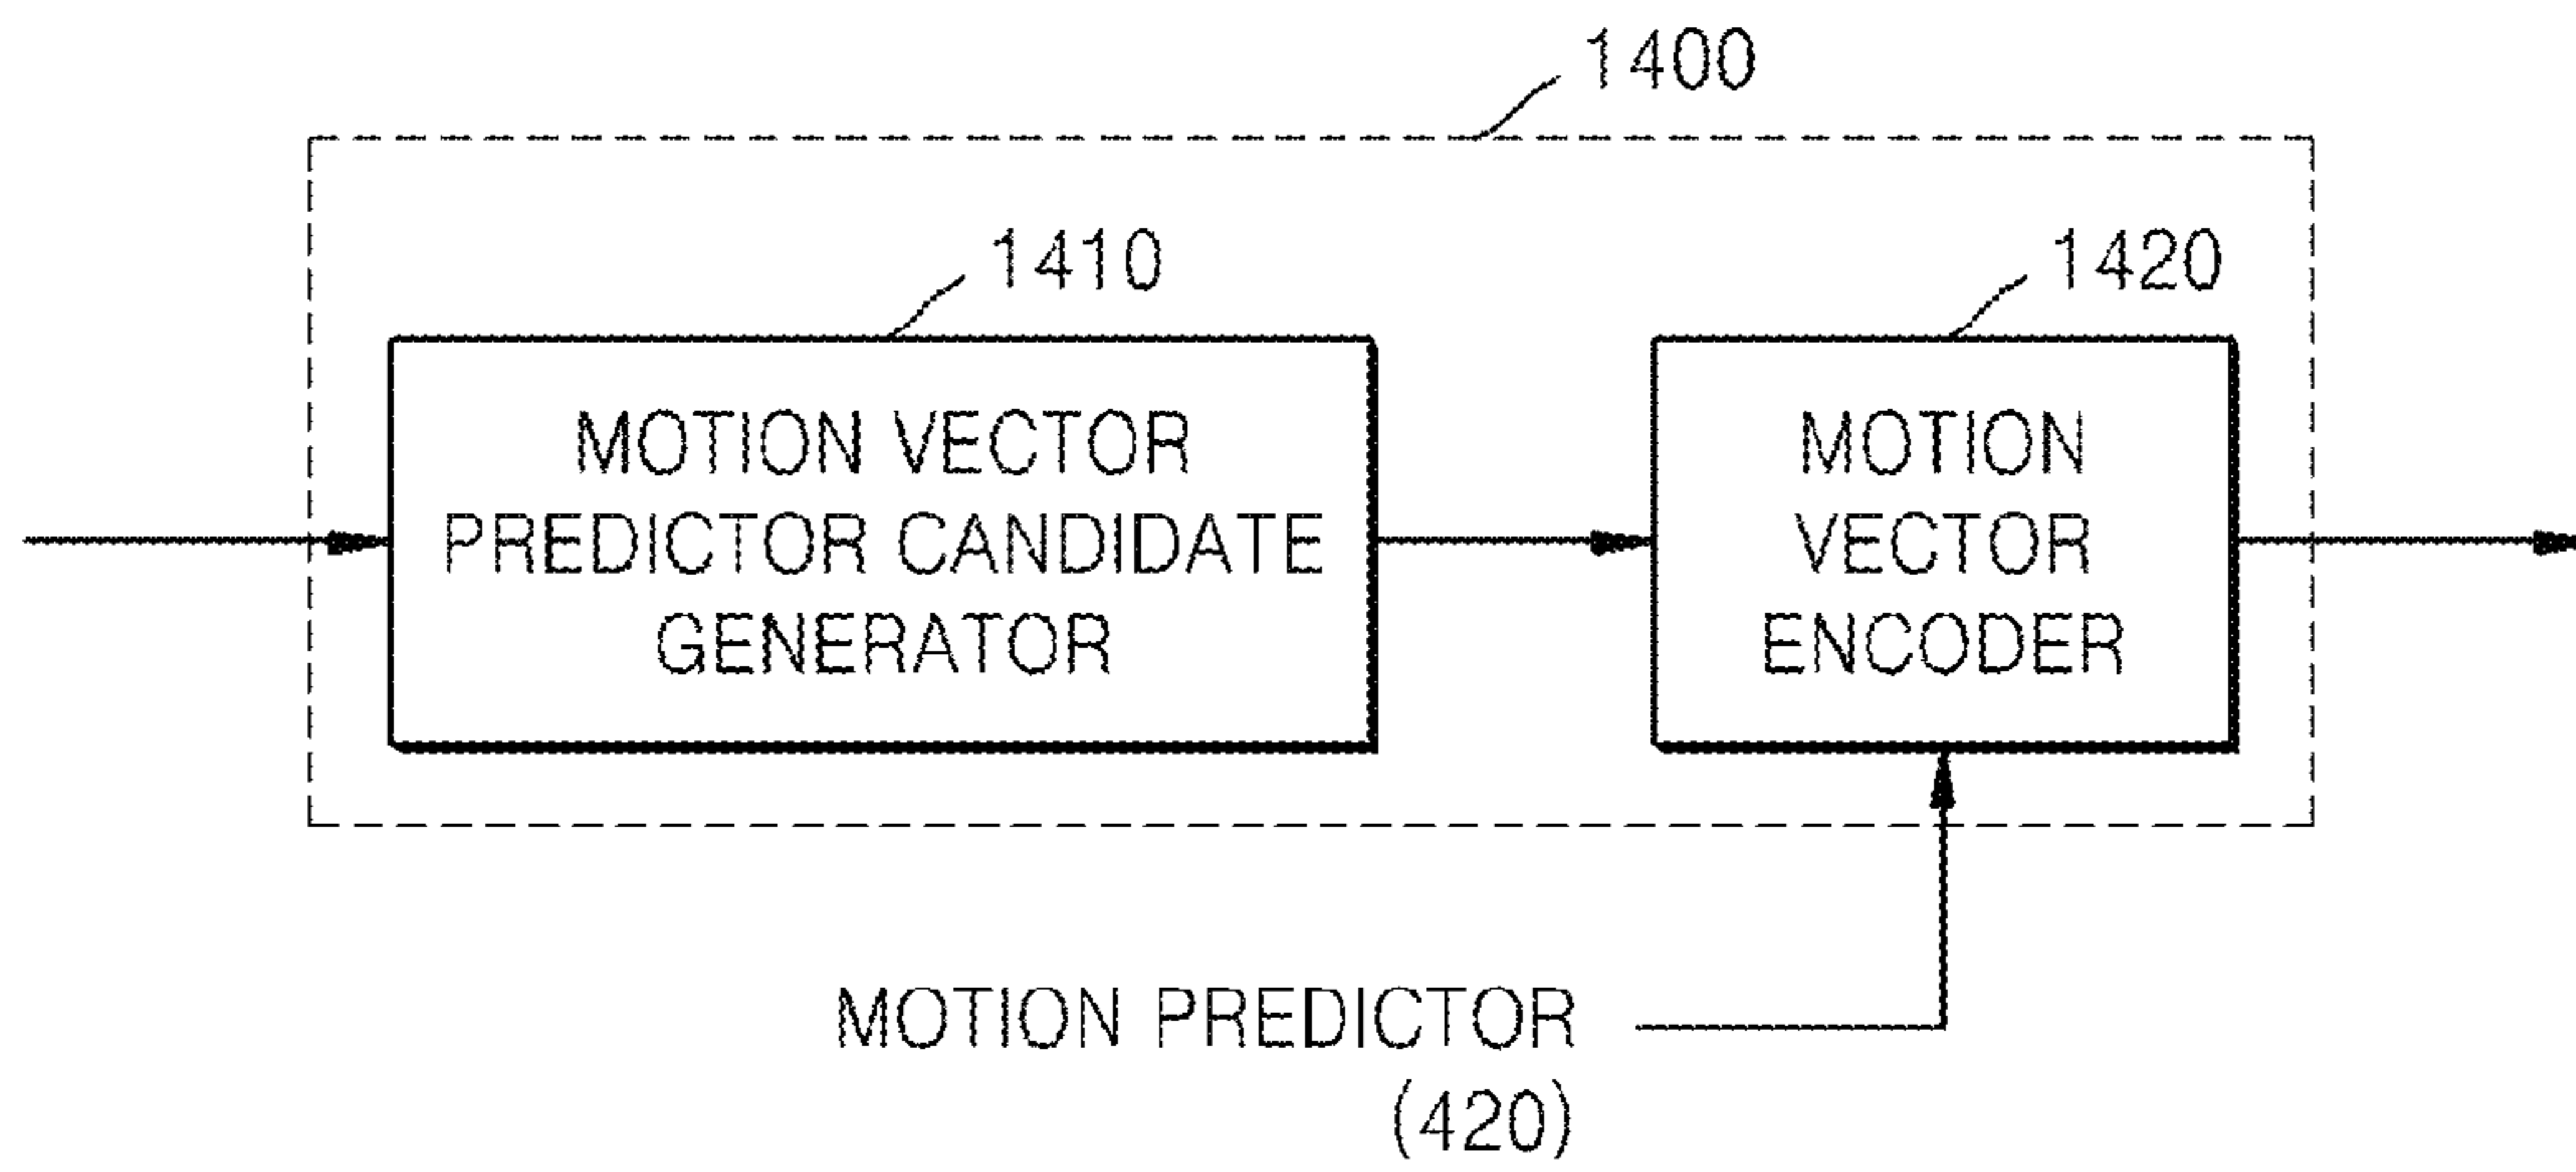 1400
1410
1420
MOTION VECTOR
PREDICTOR CANDIDATE
GENERATOR
MOTION
VECTOR
ENCODER
MOTION PREDICTOR
(420)